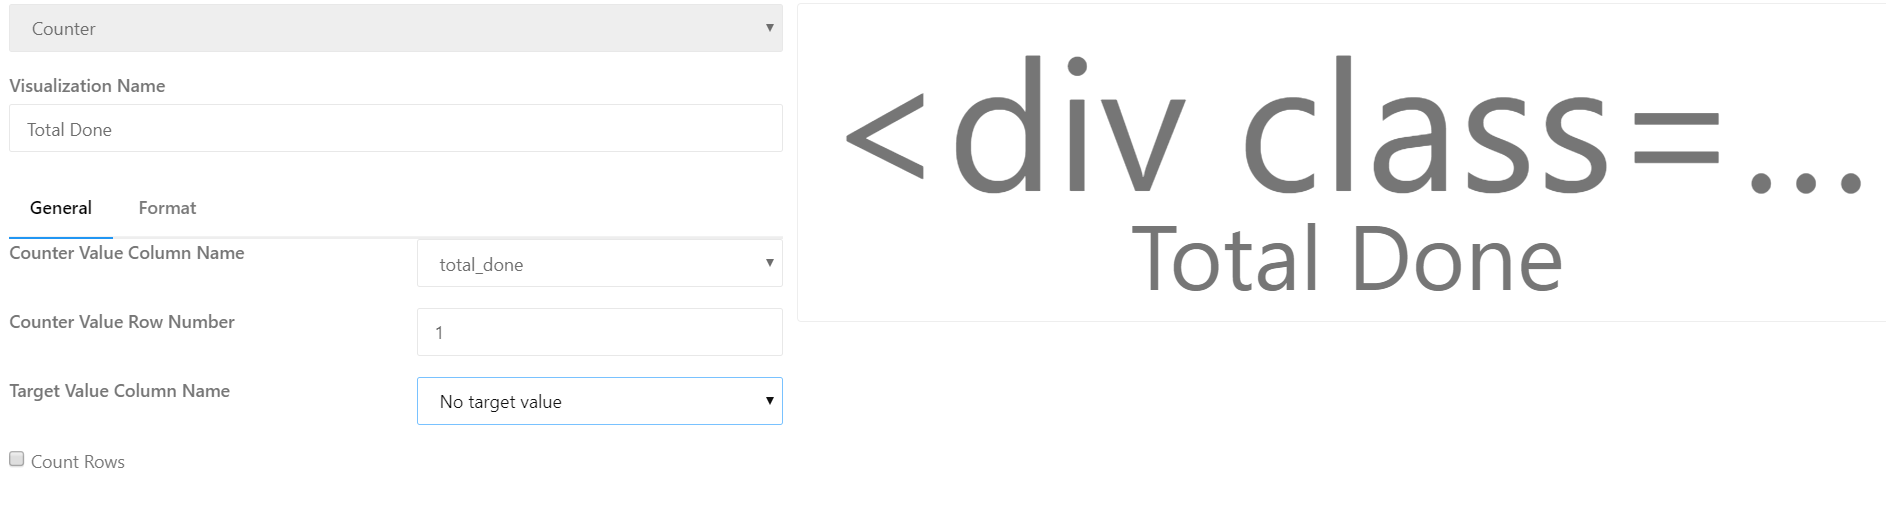 Counter
Visualization Name
Total Done
General Format
Counter Value Column Name total_done
Counter Value Row Number 1
Target Value Column Name No target value
Count Rows
<div class=...
Total Done